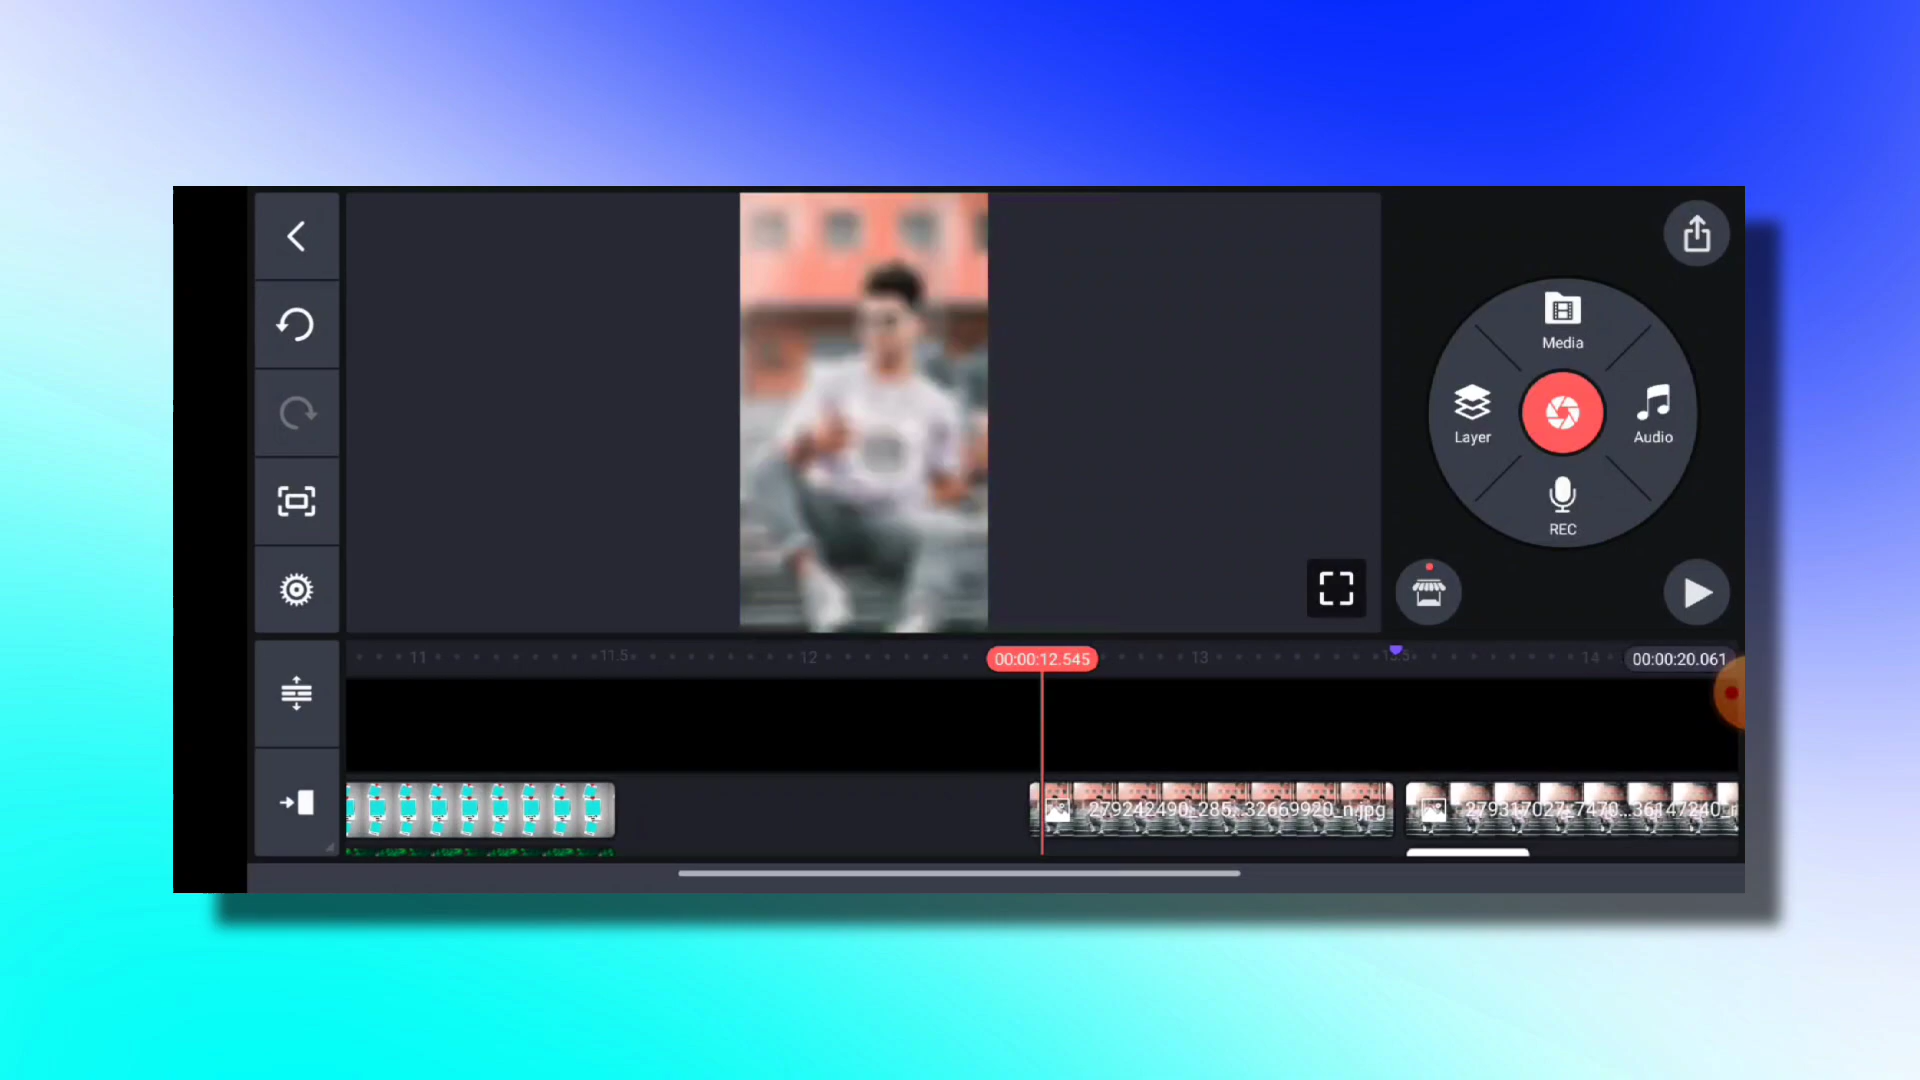 Media
Layer
Audio
REC
11
11.5
12
00:00:12.545
13
14
00:00:20.061
279242490_285...32669920_n.jpg
279317027_7470...36147240_n